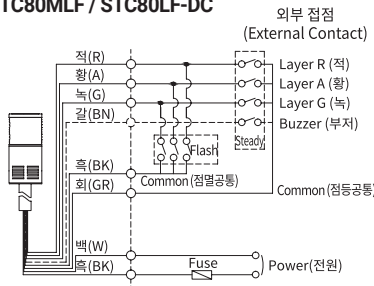 TC80MLF / STC80LF-DC
외부 접점
(External Contact)
적(R)
Layer R (적)
황(A)
Layer A (황)
녹(G)
Layer G (녹)
갈(BN)
Buzzer (부저)
Steady
Flash
흑(BK)
Common (점멸공통)
회(GR)
Common (점등공통)
백(W)
흑(BK)
Fuse
Power(전원)